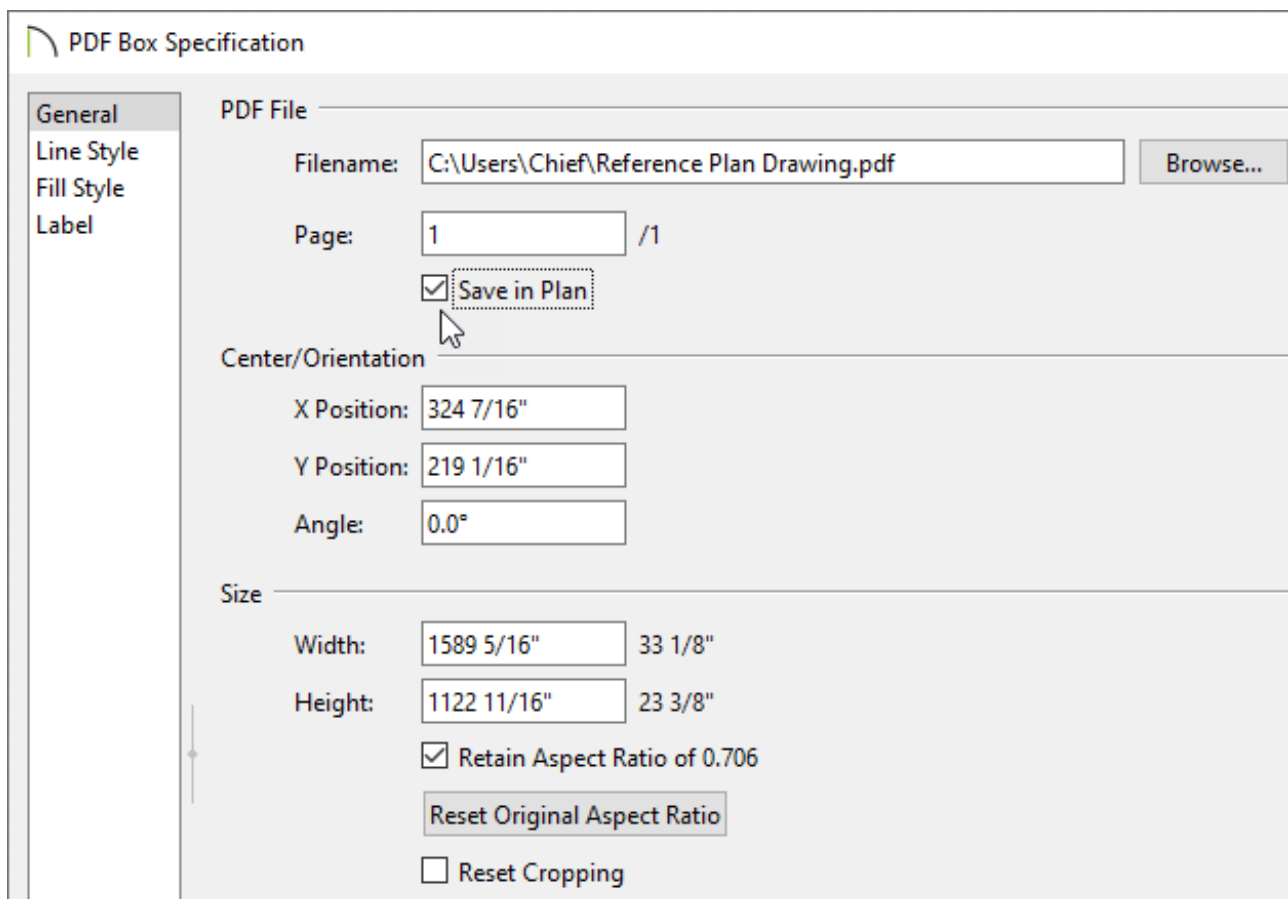 PDF Box Specification
General
Line Style
Fill Style
Label
PDF File
Filename: C:\Users\Chief\Reference Plan Drawing.pdf Browse...
Page: 1 /1
Save in Plan
Center/Orientation
X Position: 324 7/16"
Y Position: 219 1/16"
Angle: 0.0°
Size
Width: 1589 5/16" 33 1/8"
Height: 1122 11/16" 23 3/8"
Retain Aspect Ratio of 0.706
Reset Original Aspect Ratio
Reset Cropping